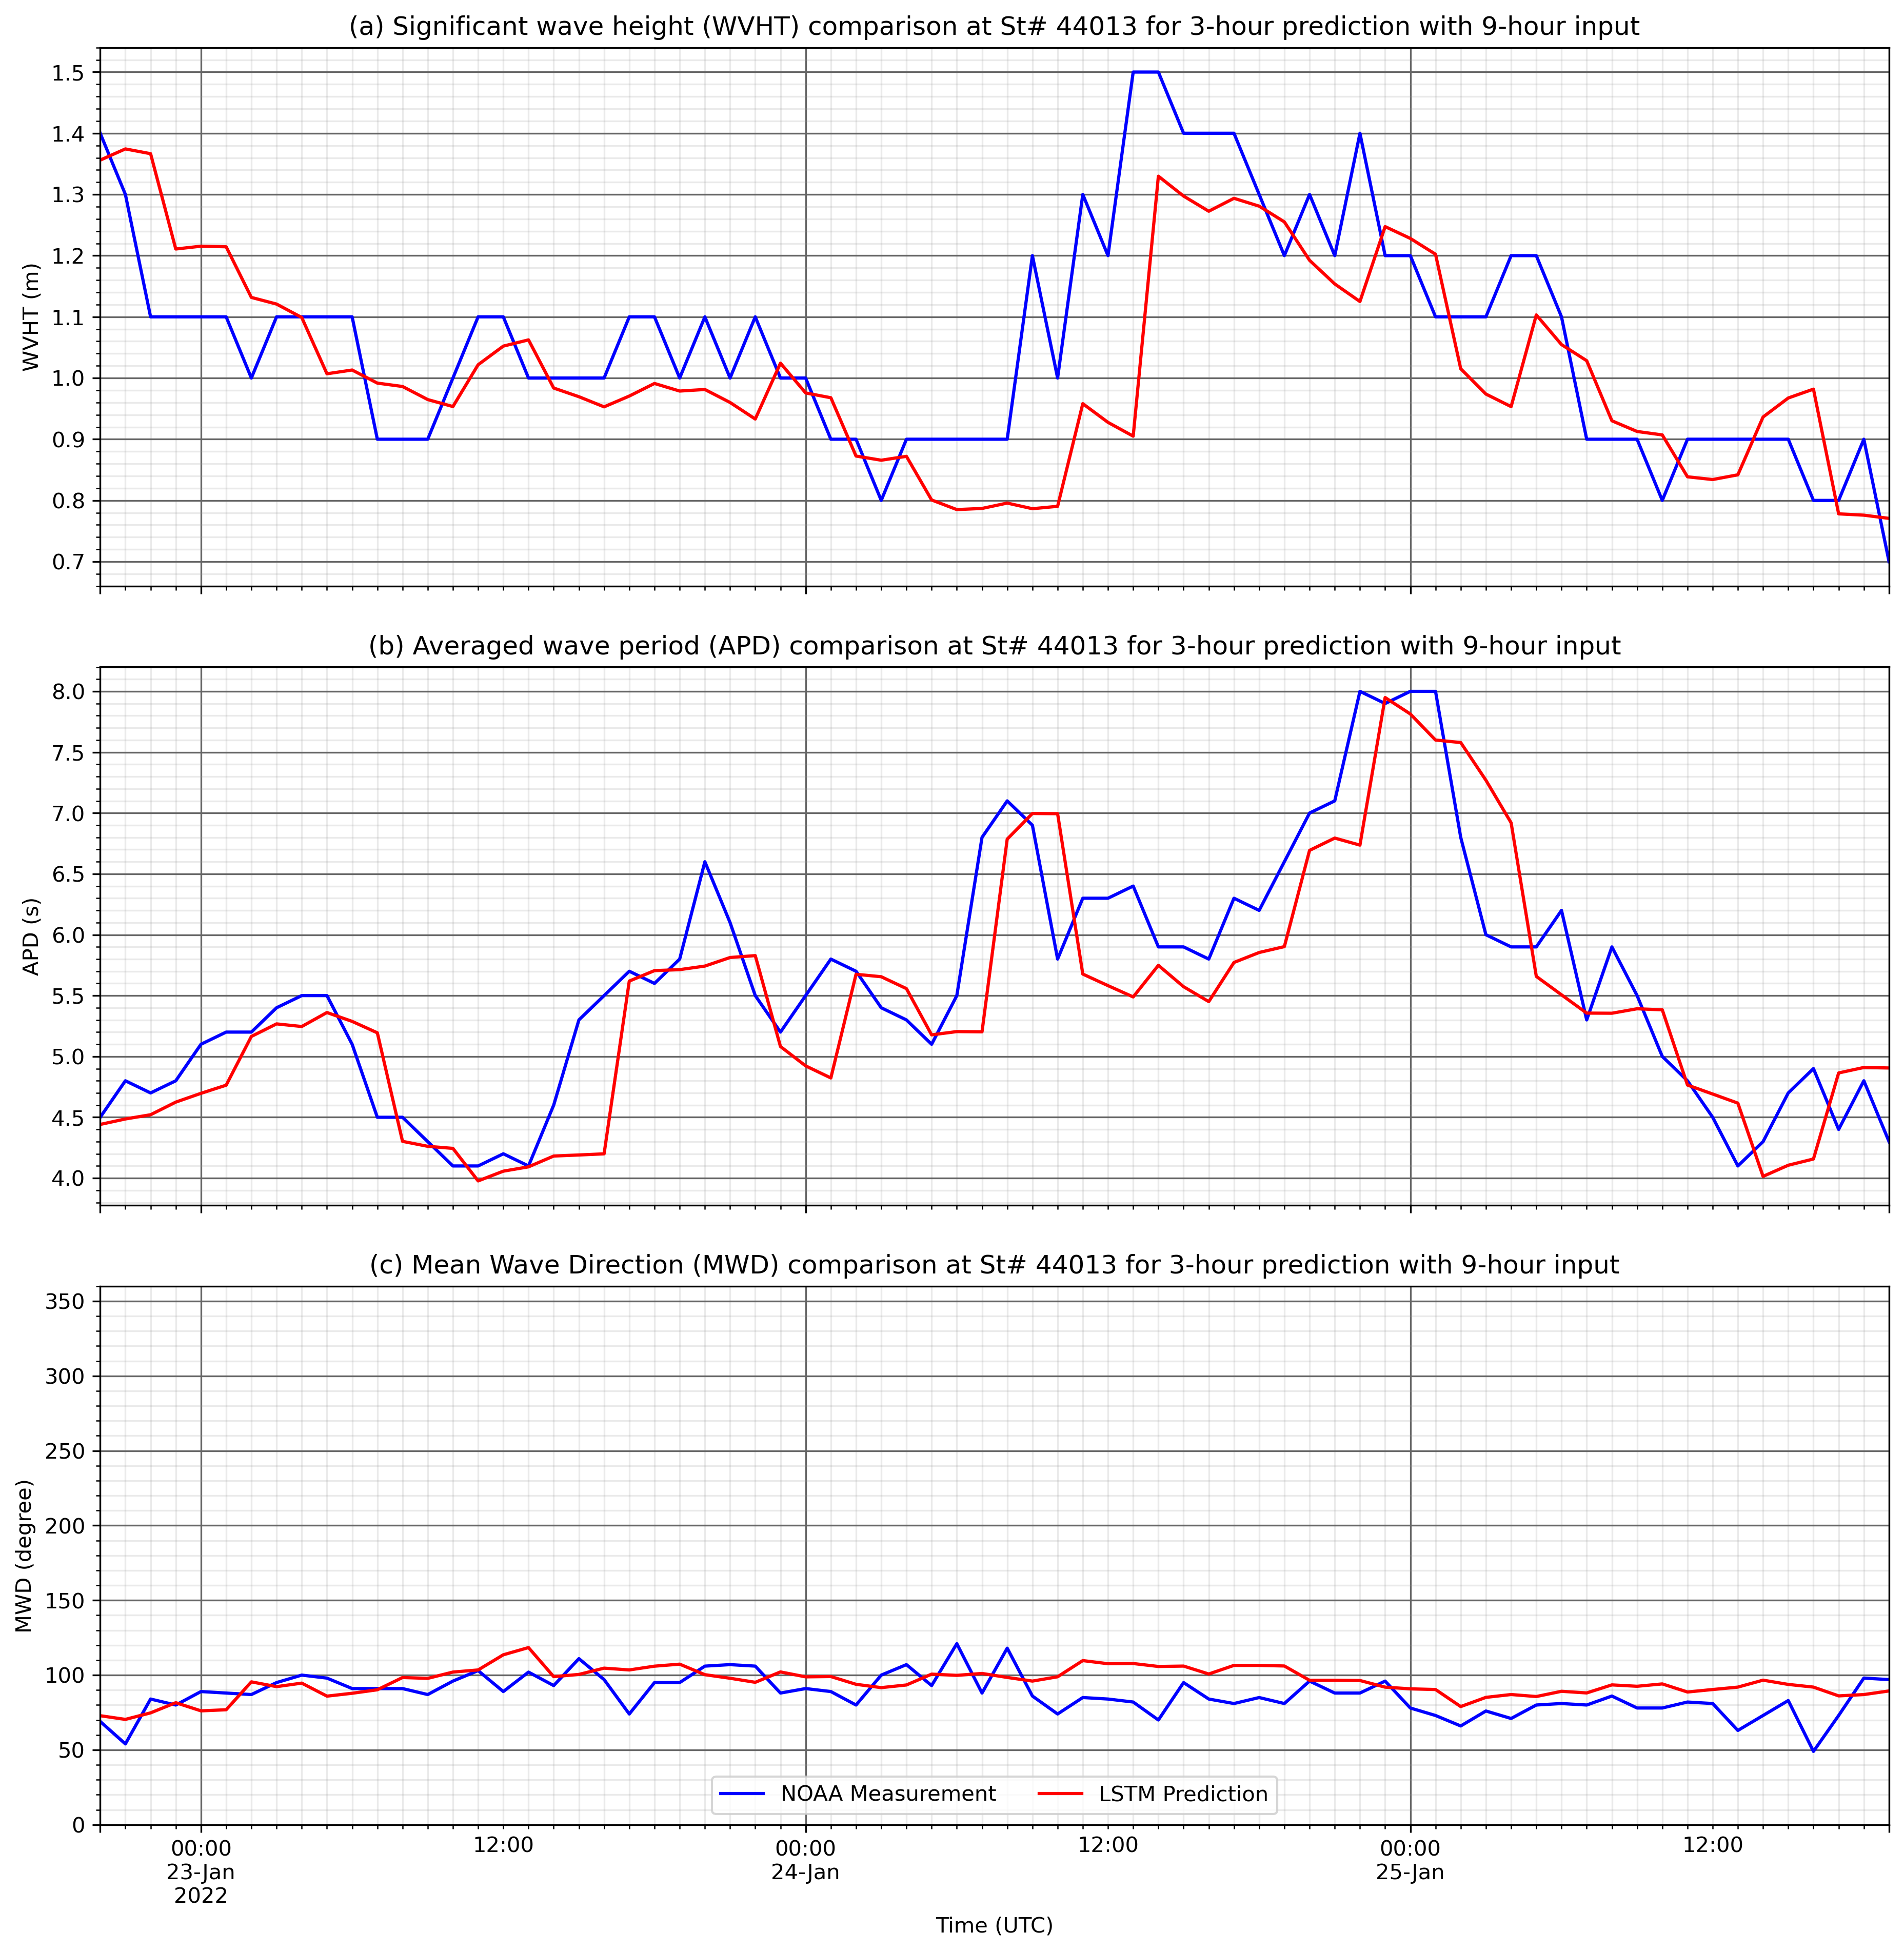 (a) Significant wave height (WVHT) comparison at St# 44013 for 3-hour prediction with 9-hour input
1.5
1.4
1.3
1.2
1.1
1.0
0.9
0.8
0.7
WVHT (m)
(b) Averaged wave period (APD) comparison at St# 44013 for 3-hour prediction with 9-hour input
8.0
7.5
7.0
6.5
6.0
5.5
5.0
4.5
4.0
APD (s)
(c) Mean Wave Direction (MWD) comparison at St# 44013 for 3-hour prediction with 9-hour input
350
300
250
200
150
100
50
0
MWD (degree)
NOAA Measurement LSTM Prediction
00:00 12:00 00:00 12:00 00:00 12:00
23-Jan 24-Jan 25-Jan
2022
Time (UTC)